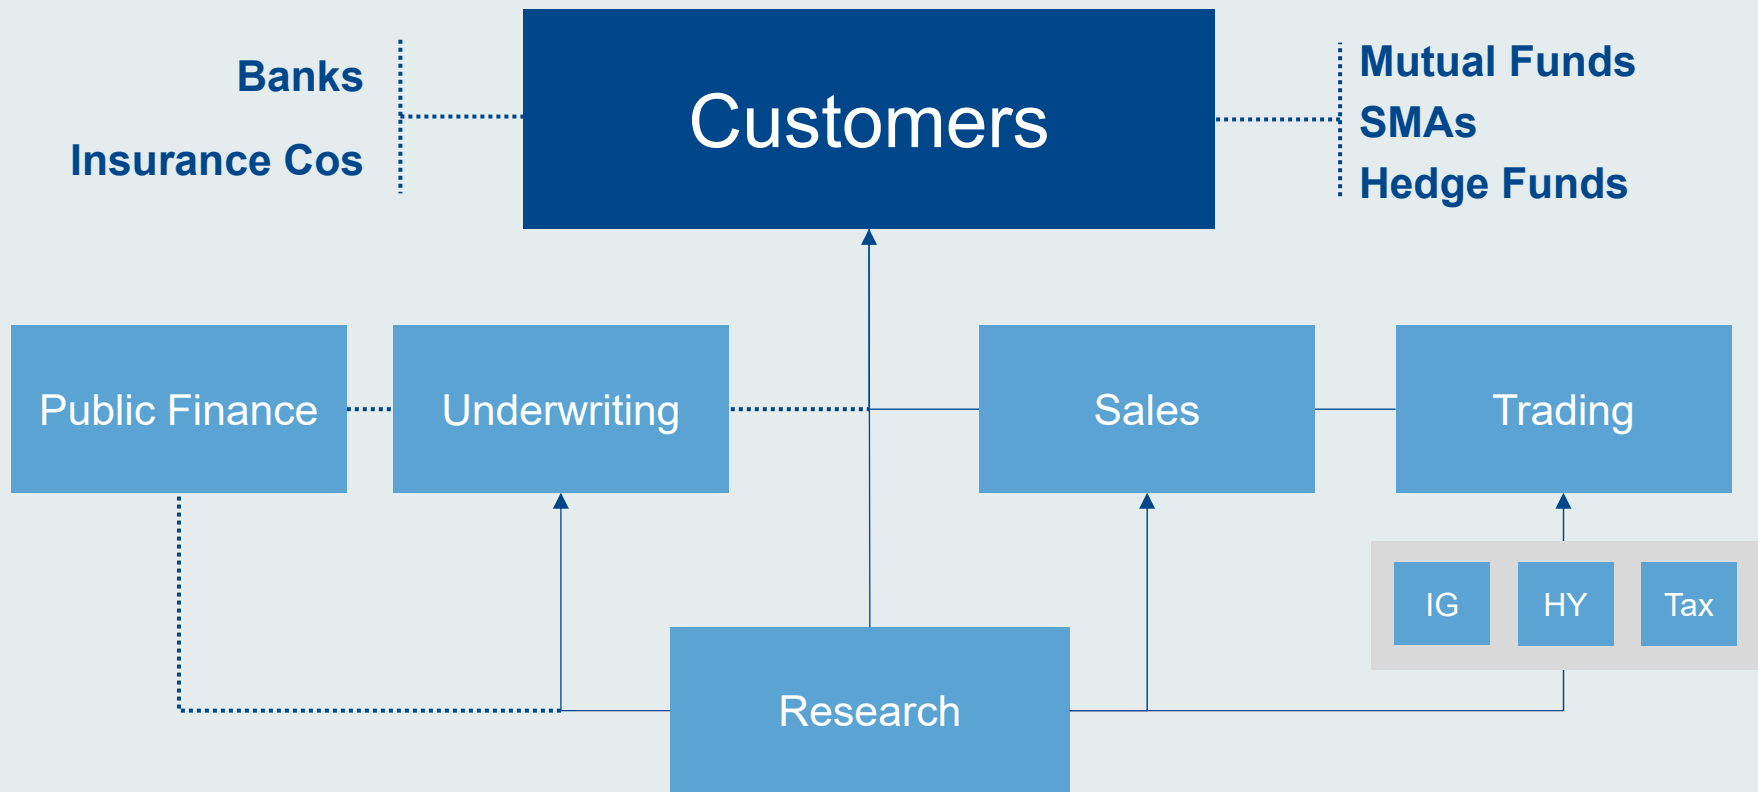 Banks
Insurance Cos
Customers
Mutual Funds
SMAs
Hedge Funds
Public Finance
Underwriting
Sales
Trading
IG
HY
Tax
Research